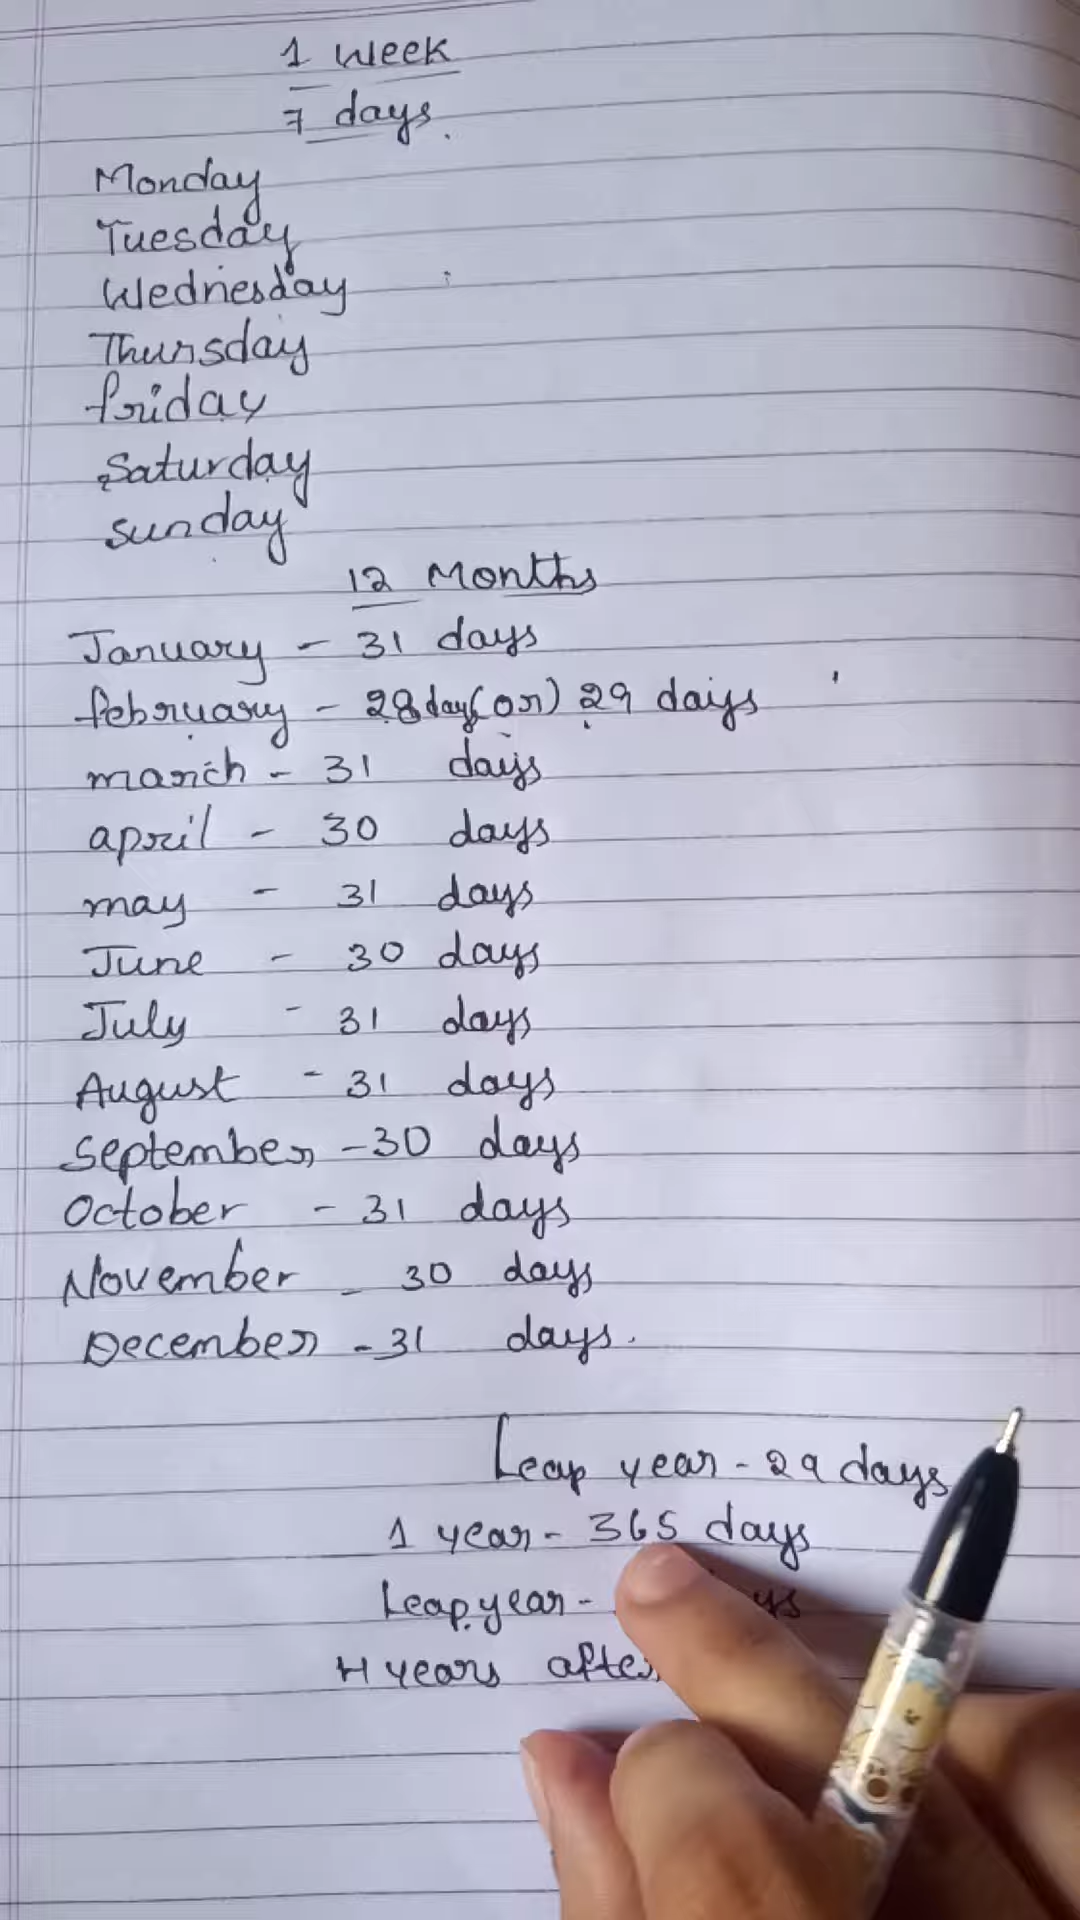 1 Week
7 days.
Monday
Tuesday
Wednesday
Thursday
friday
Saturday
sunday
12 Months
January - 31 days
february - 28 day(or) 29 days
march - 31 days
april - 30 days
may - 31 days
June - 30 days
July - 31 days
August - 31 days
September - 30 days
October - 31 days
November - 30 days
December - 31 days.
Leap year - 29 days
1 year - 365 days
Leap.year -
4 years after